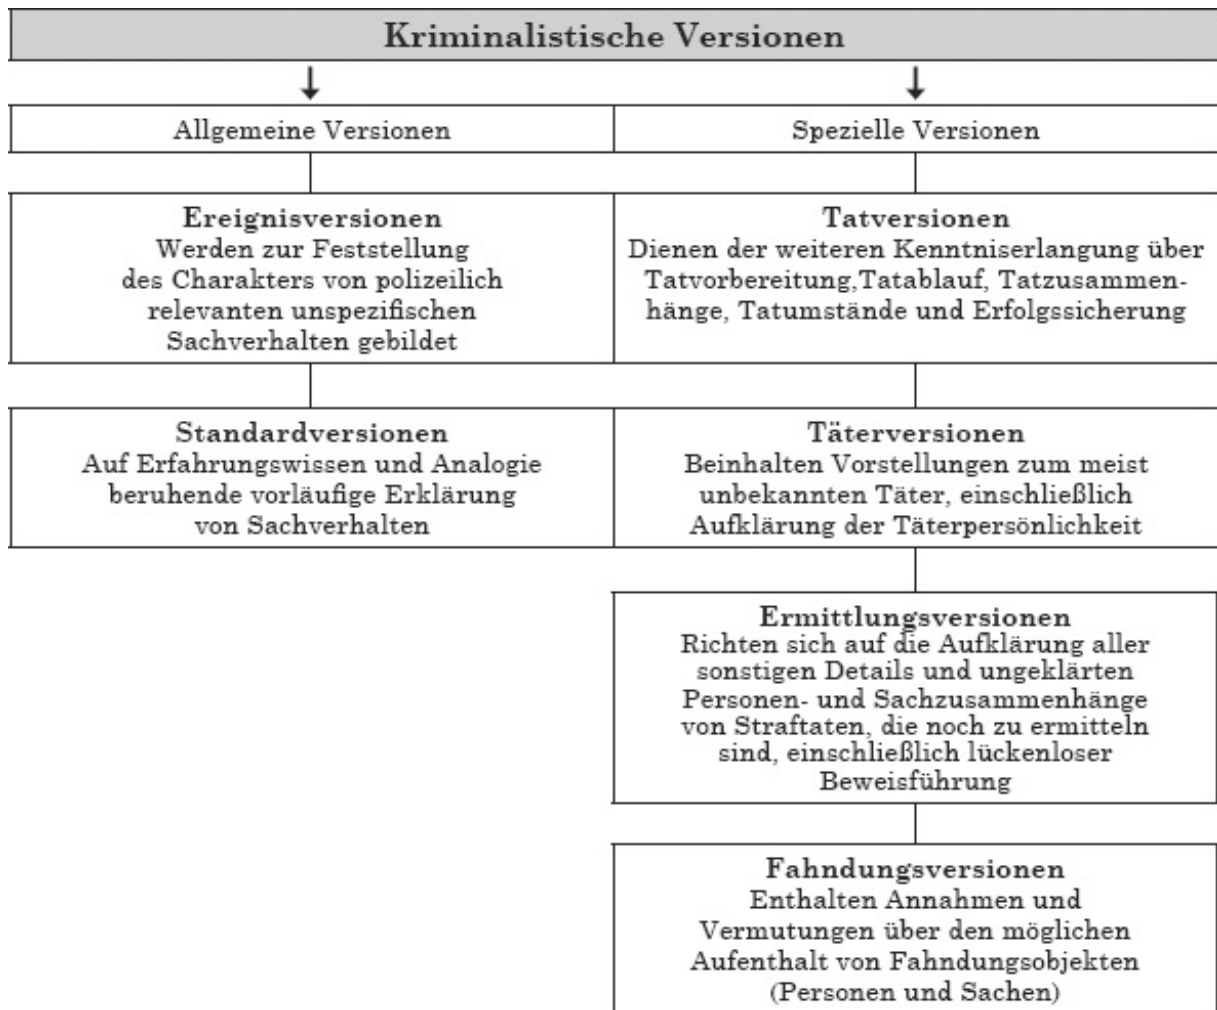 Kriminalistische Versionen
Allgemeine Versionen
Spezielle Versionen
Ereignisversionen
Werden zur Feststellung
des Charakters von polizeilich
relevanten unspezifischen
Sachverhalten gebildet
Tatversionen
Dienen der weiteren Kenntniserlangung über
Tatvorbereitung,Tatablauf, Tatzusammen-
hänge, Tatumstände und Erfolgssicherung
Standardversionen
Auf Erfahrungswissen und Analogie
beruhende vorläufige Erklärung
von Sachverhalten
Täterversionen
Beinhalten Vorstellungen zum meist
unbekannten Täter, einschließlich
Aufklärung der Täterpersönlichkeit
Ermittlungsversionen
Richten sich auf die Aufklärung aller
sonstigen Details und ungeklärten
Personen- und Sachzusammenhänge
von Straftaten, die noch zu ermitteln
sind, einschließlich lückenloser
Beweisführung
Fahndungsversionen
Enthalten Annahmen und
Vermutungen über den möglichen
Aufenthalt von Fahndungsobjekten
(Personen und Sachen)